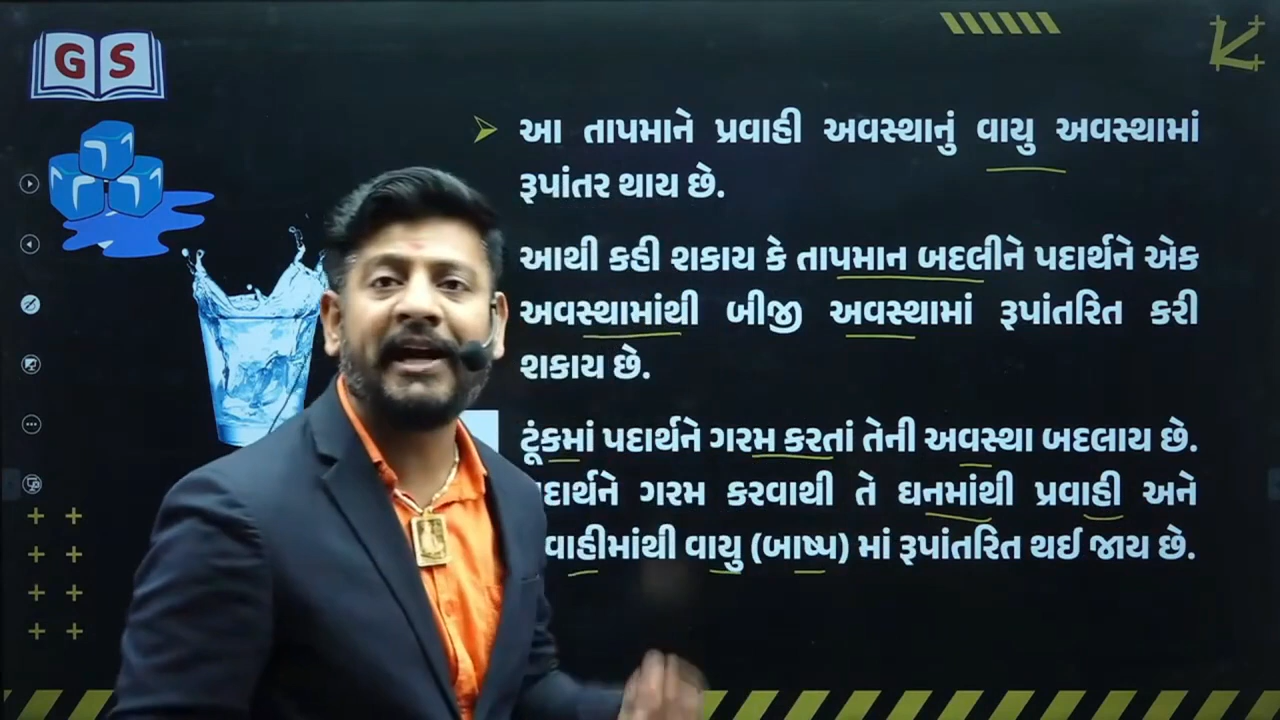 GS
આ તાપમાને પ્રવાહી અવસ્થાનું વાયુ અવસ્થામાં
રૂપાંતર થાય છે.
આથી કહી શકાય કે તાપમાન બદલીને પદાર્થને એક
અવસ્થામાંથી બીજી અવસ્થામાં રૂપાંતરિત કરી
શકાય છે.
ટૂંકમાં પદાર્થને ગરમ કરતાં તેની અવસ્થા બદલાય છે.
ગરમ કરવાથી તે ઘનમાંથી પ્રવાહી અને
વાયુ (બાષ્પ) માં રૂપાંતરિત થઈ જાય છે.